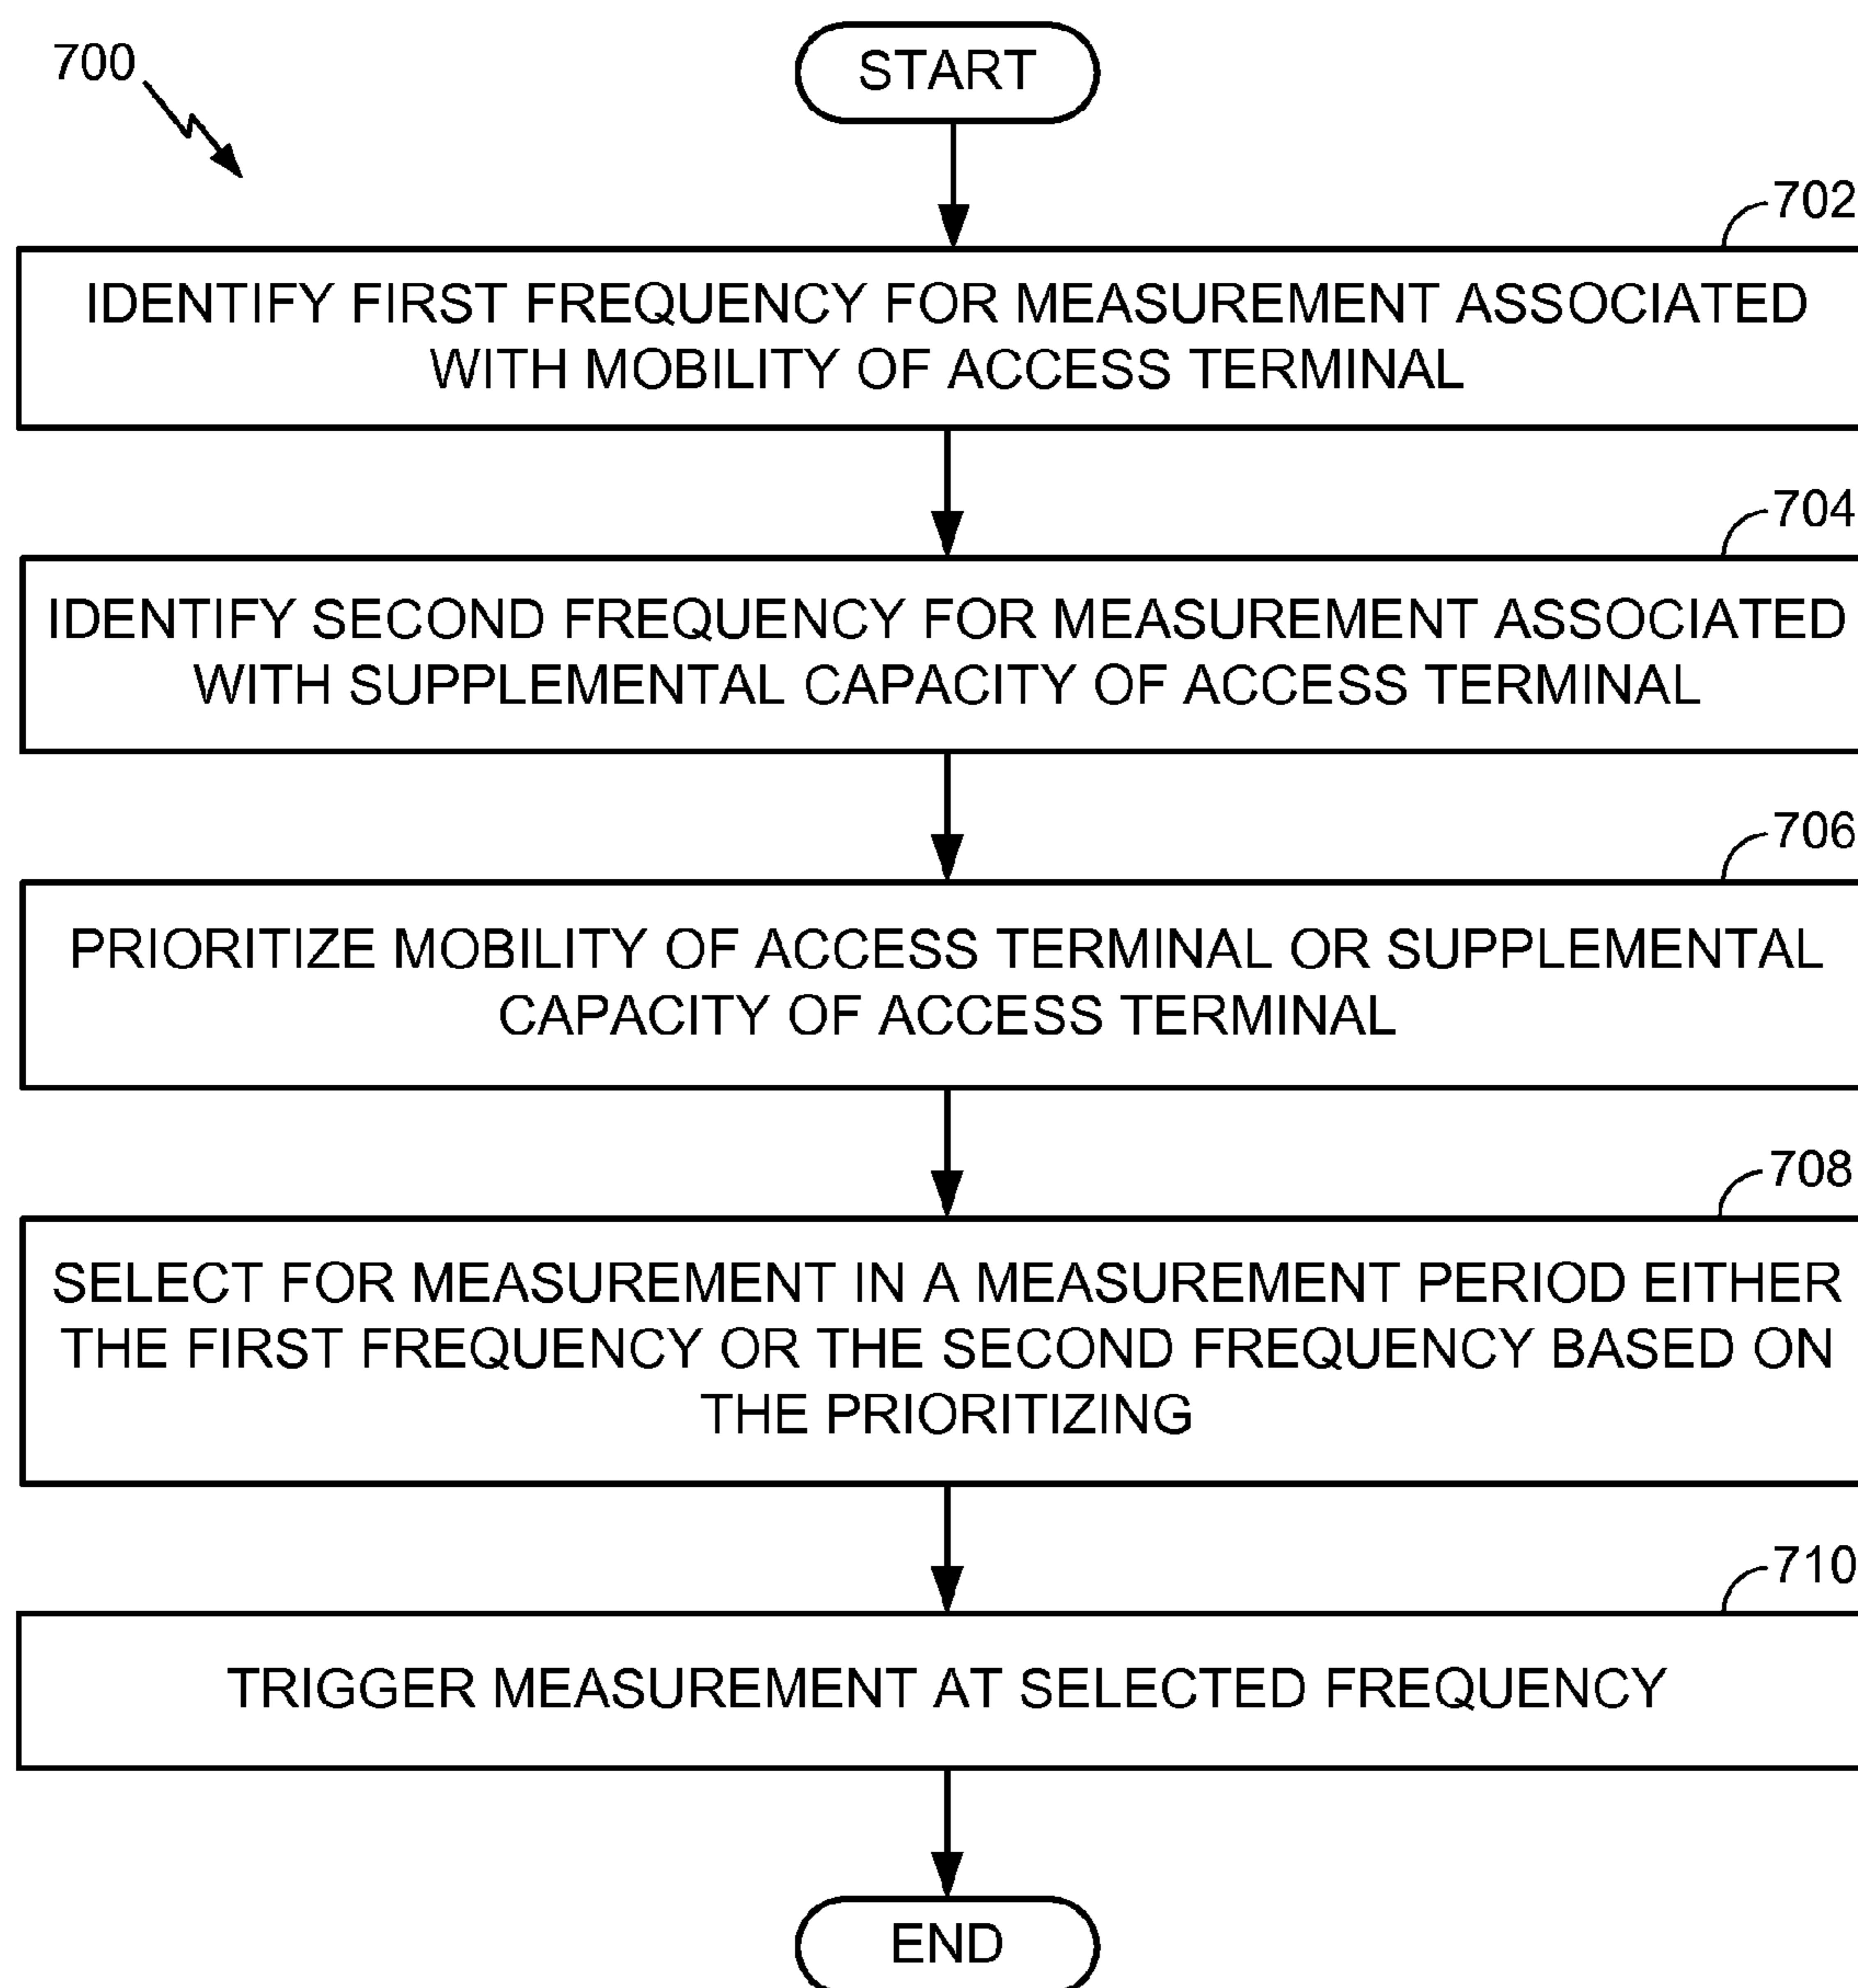 700
START
702
IDENTIFY FIRST FREQUENCY FOR MEASUREMENT ASSOCIATED
WITH MOBILITY OF ACCESS TERMINAL
704
IDENTIFY SECOND FREQUENCY FOR MEASUREMENT ASSOCIATED
WITH SUPPLEMENTAL CAPACITY OF ACCESS TERMINAL
706
PRIORITIZE MOBILITY OF ACCESS TERMINAL OR SUPPLEMENTAL
CAPACITY OF ACCESS TERMINAL
708
SELECT FOR MEASUREMENT IN A MEASUREMENT PERIOD EITHER
THE FIRST FREQUENCY OR THE SECOND FREQUENCY BASED ON
THE PRIORITIZING
710
TRIGGER MEASUREMENT AT SELECTED FREQUENCY
END